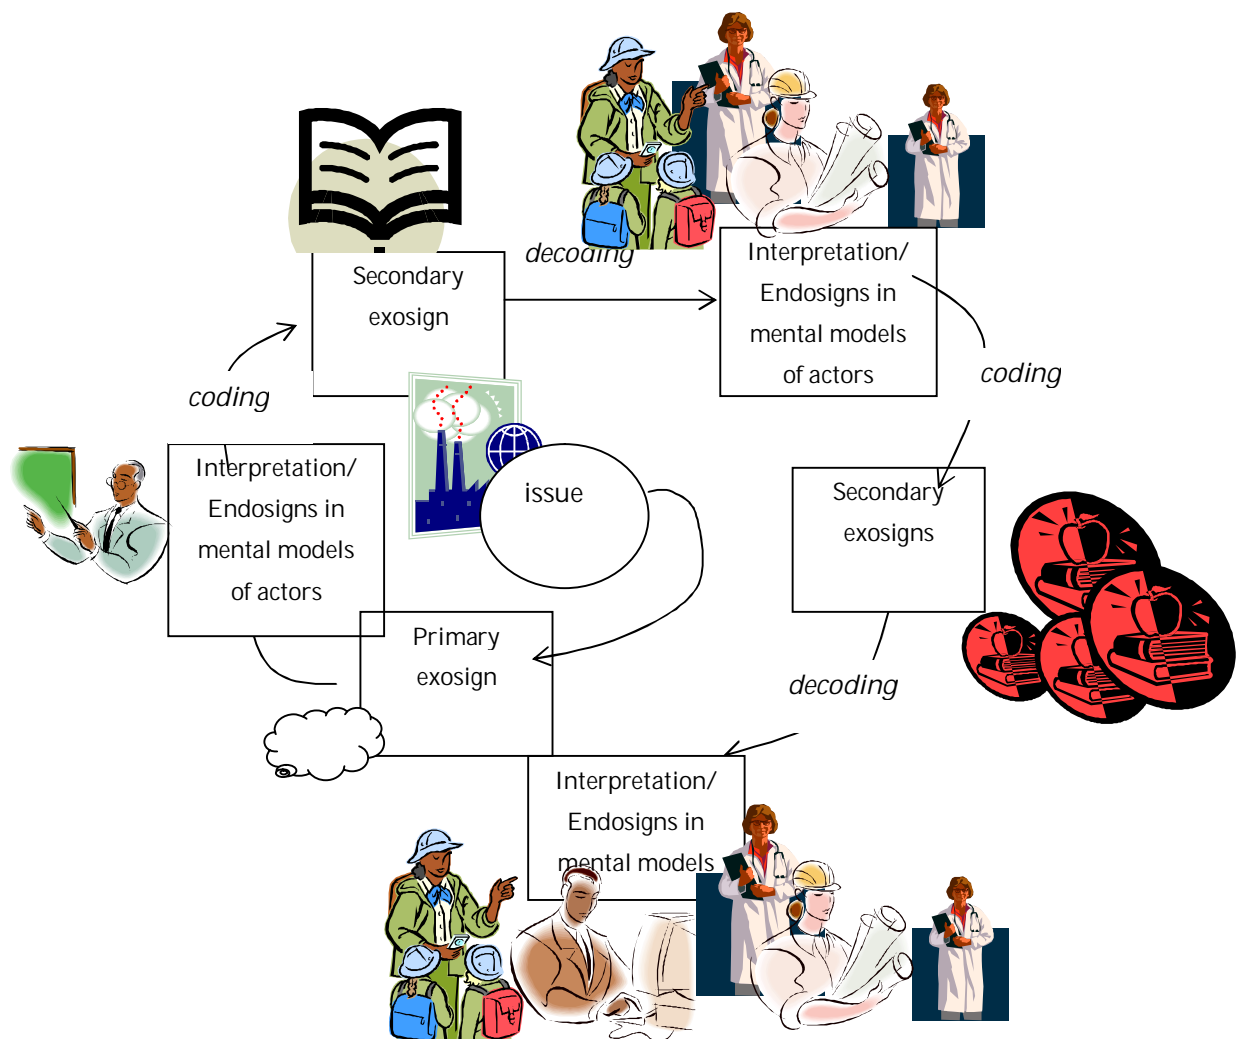 decoding
Secondary
exosign
Interpretation/
Endosigns in
mental models
of actors
coding
coding
Interpretation/
Endosigns in
mental models
of actors
issue
Secondary
exosigns
Primary
exosign
decoding
Interpretation/
Endosigns in
mental models